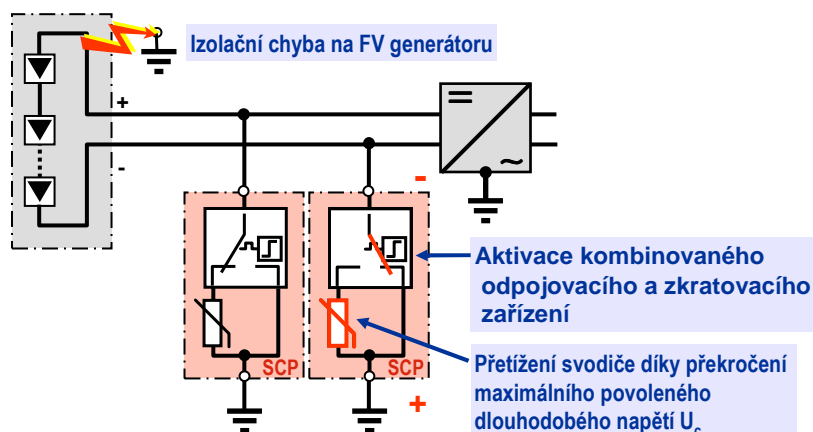 Izolační chyba na FV generátoru
+
-
-
Aktivace kombinovaného
odpojovacího a zkratovacího
zařízení
SCP
SCP
Přetížení svodiče díky překročení
maximálního povoleného
dlouhodobého napětí Uc
+